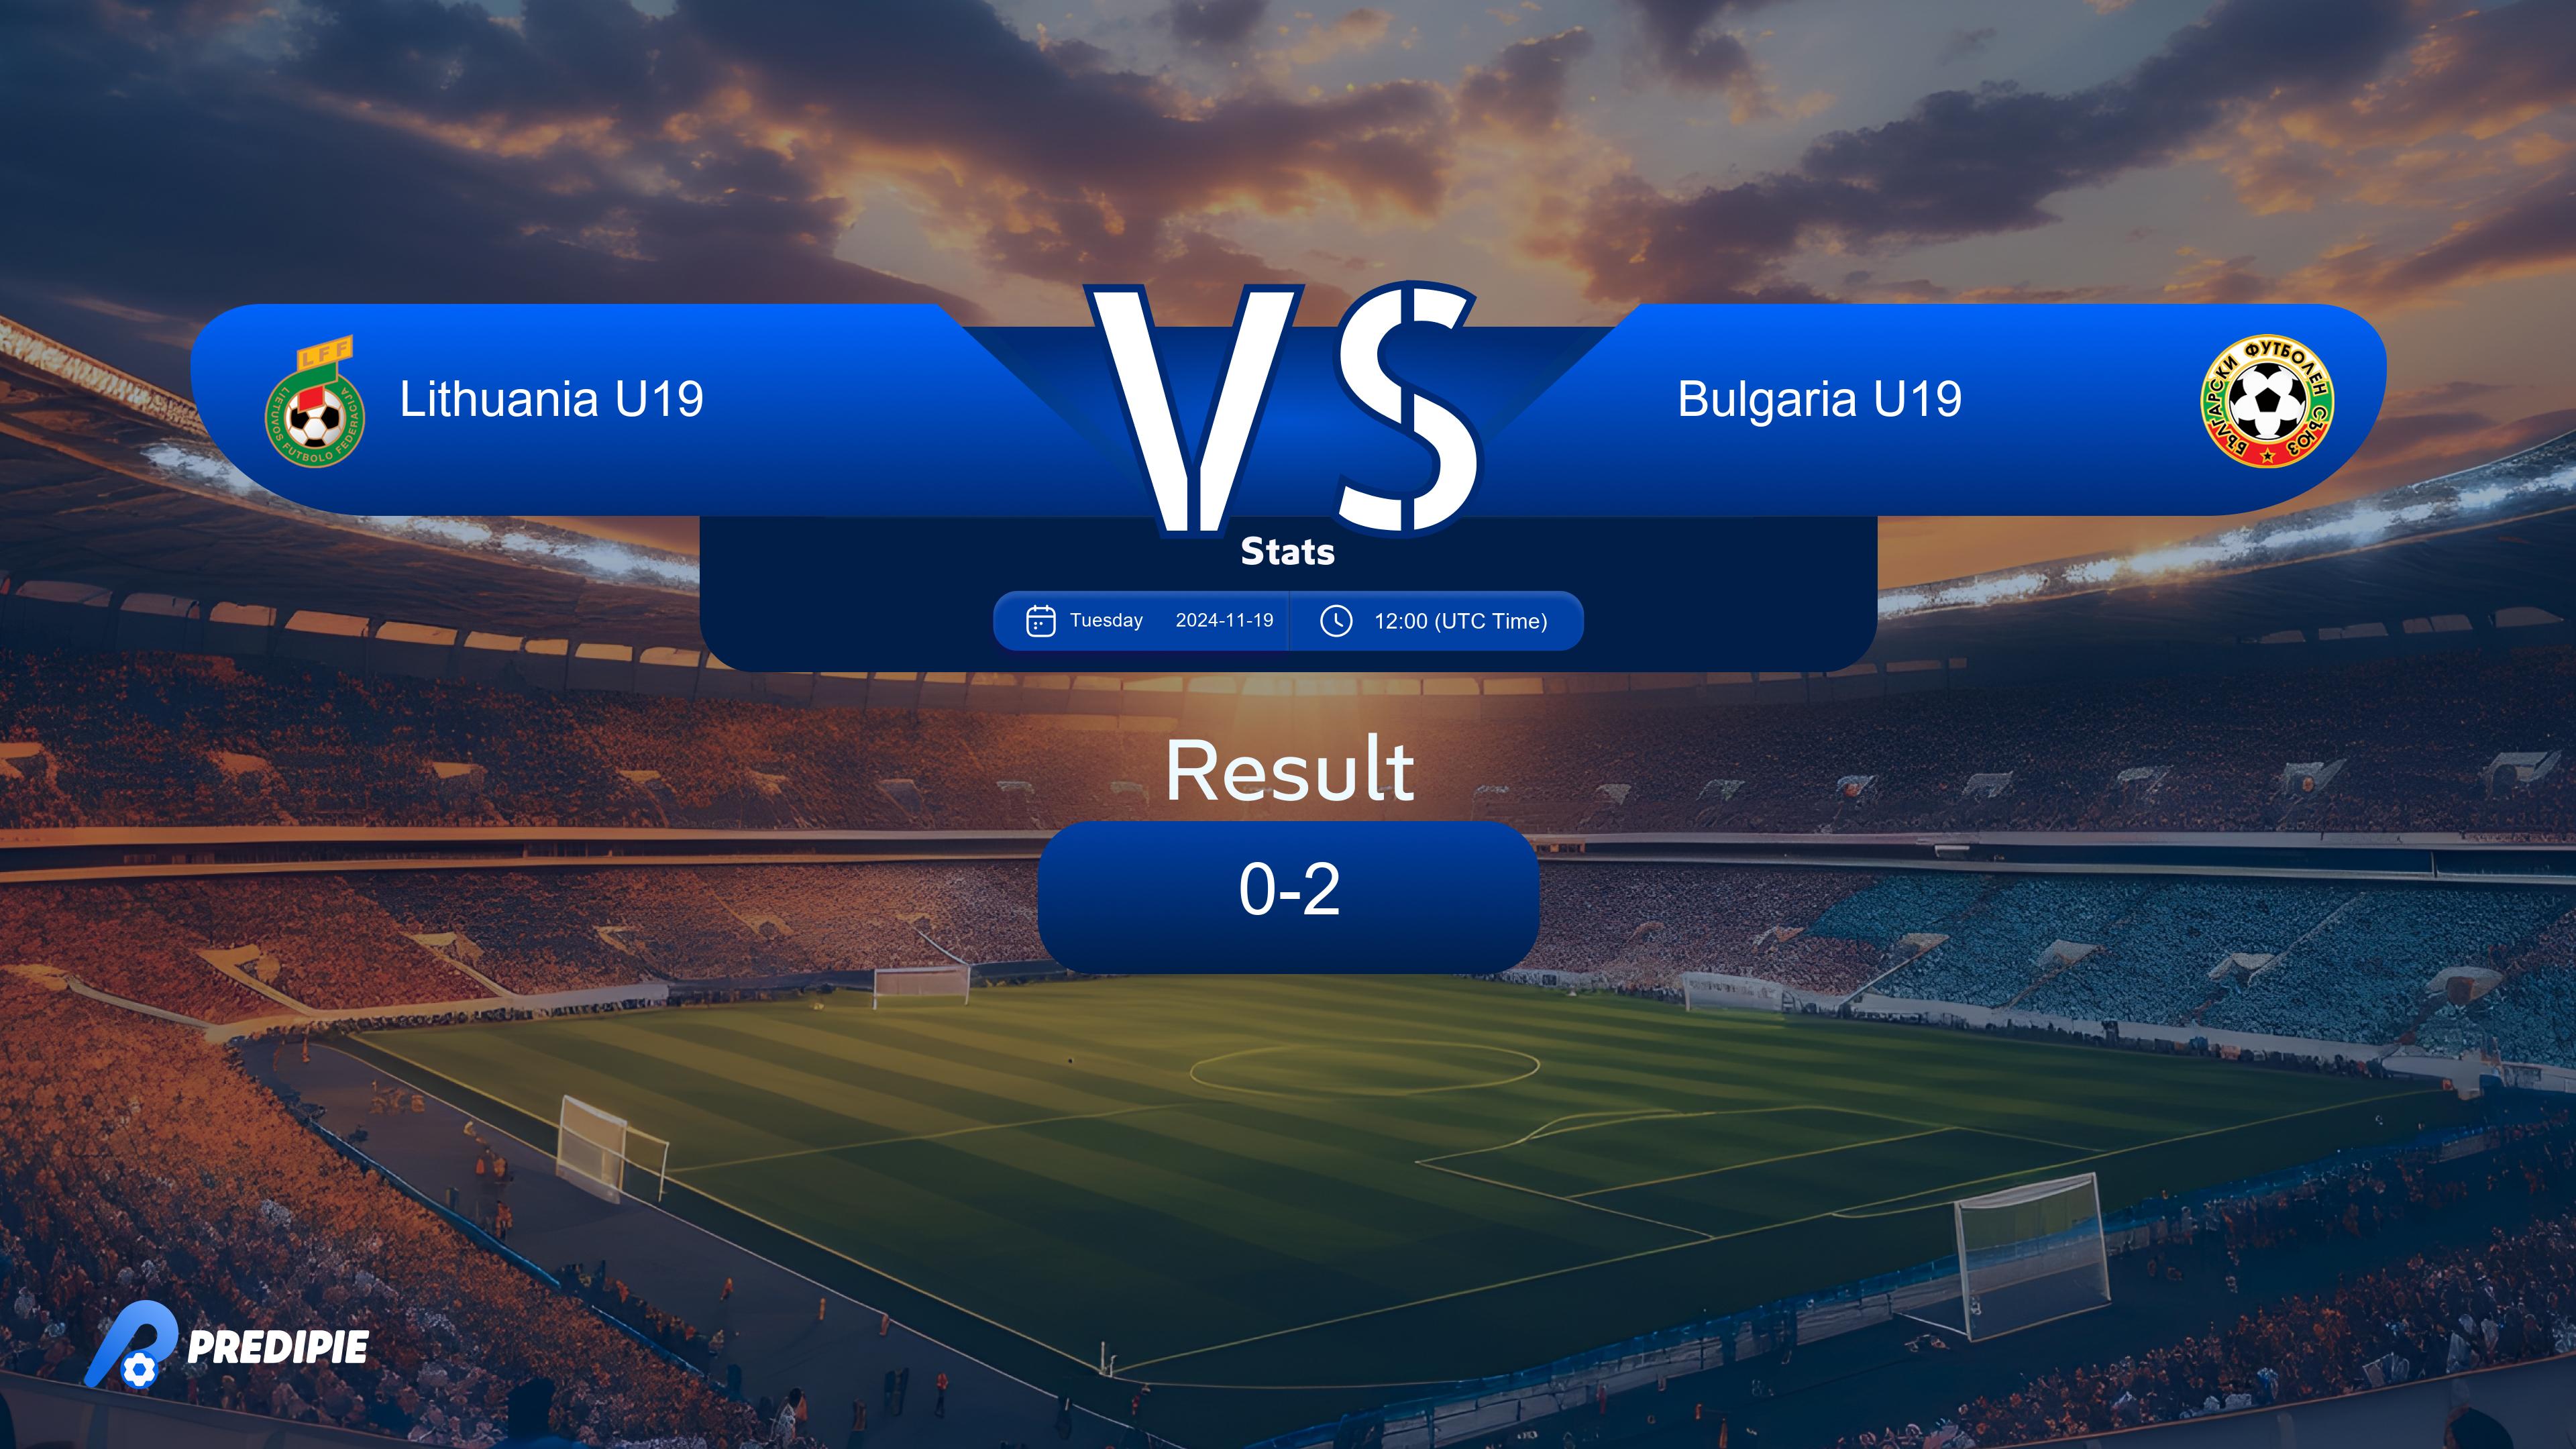 VS
LFF
LIETUVOS FUTBOLO FEDERACIJA
Lithuania U19
Bulgaria U19
БЪЛГАРСКИ ФУТБОЛЕН СЪЮЗ
Stats
Tuesday 2024-11-19 12:00 (UTC Time)
Result
0-2
PREDIPIE